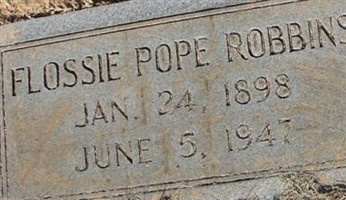 FLOSSIE POPE ROBBINS
JAN. 24, 1898
JUNE 5, 1947